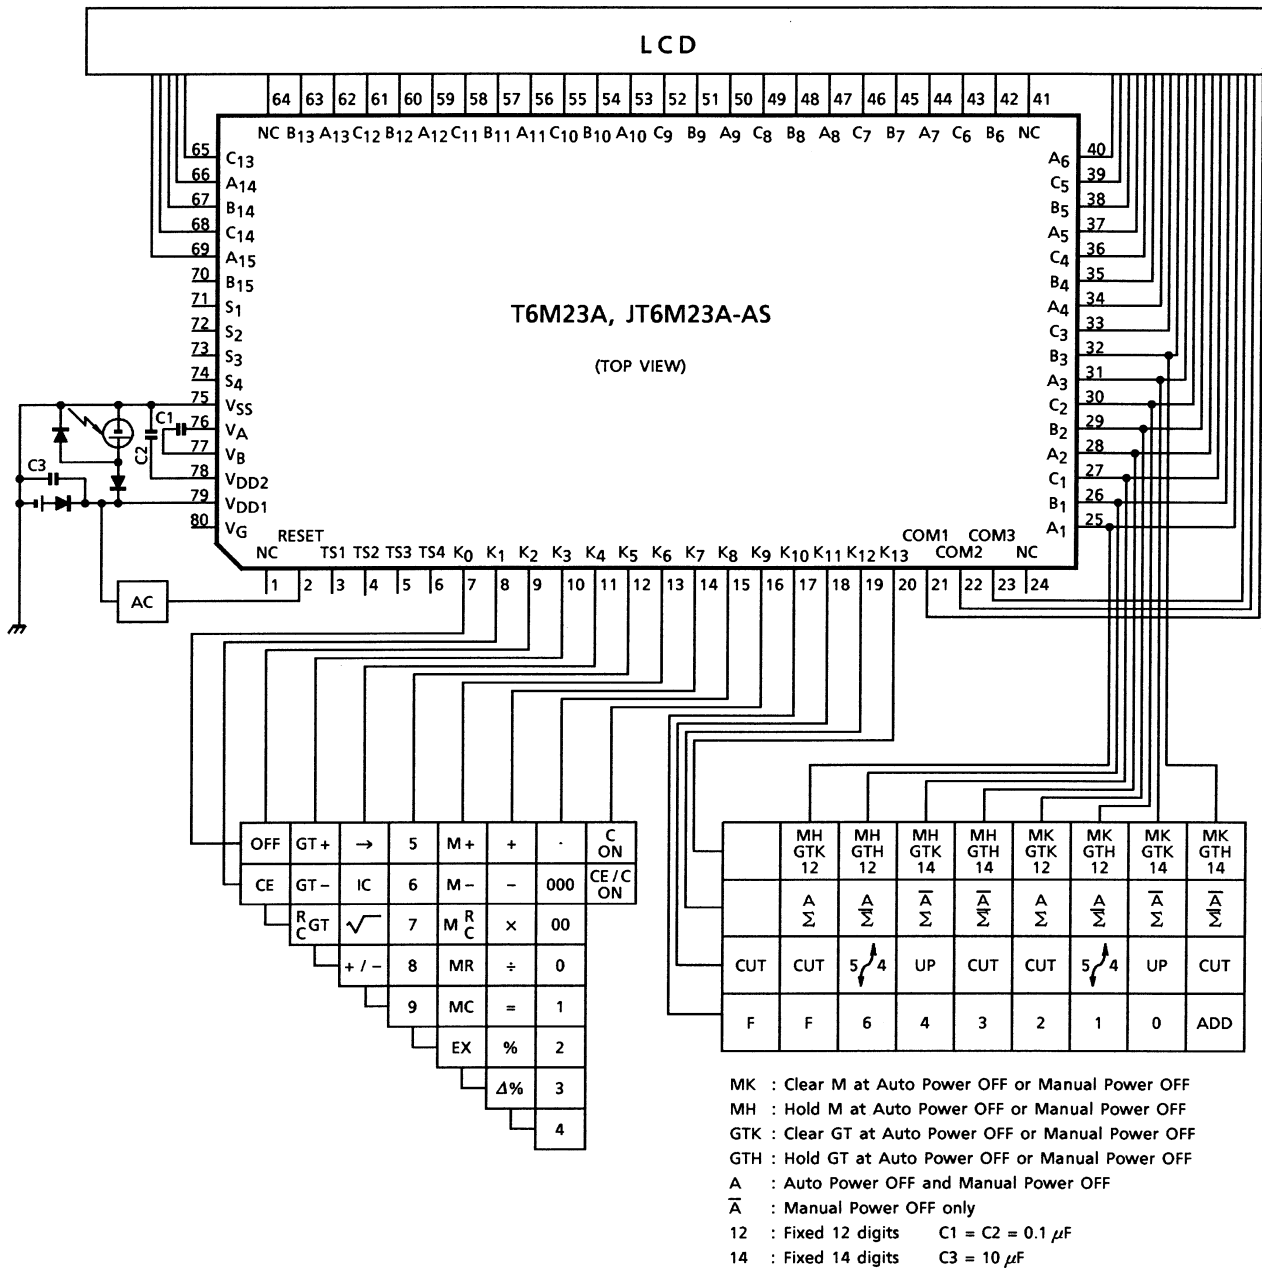 LCD
64 63 62 61 60 59 58 57 56 55 54 53 52 51 50 49 48 47 46 45 44 43 42 41
NC B13 A13 C12 B12 A12 C11 B11 A11 C10 B10 A10 C9 B9 A9 C8 B8 A8 C7 B7 A7 C6 B6 NC
65 C13
66 A14
67 B14
68 C14
69 A15
70 B15
71 S1
72 S2
73 S3
74 S4
75 VSS
76 VA
77 VB
78 VDD2
79 VDD1
80 VG
A6 40
C5 39
B5 38
A5 37
C4 36
B4 35
A4 34
C3 33
B3 32
A3 31
C2 30
B2 29
A2 28
C1 27
B1 26
A1 25
T6M23A, JT6M23A-AS
(TOP VIEW)
C1
C2
C3
AC
NC RESET TS1 TS2 TS3 TS4 K0 K1 K2 K3 K4 K5 K6 K7 K8 K9 K10 K11 K12 K13 COM1 COM2 COM3 NC
1 2 3 4 5 6 7 8 9 10 11 12 13 14 15 16 17 18 19 20 21 22 23 24
OFF GT+ → 5 M+ + · C ON
CE GT− IC 6 M− − 000 CE/C ON
R C GT √ 7 M R C × 00
+/− 8 MR ÷ 0
9 MC = 1
EX % 2
Δ% 3
4
MH MH MH MH MK MK MK MK
GTK GTH GTK GTH GTK GTH GTK GTH
12 12 14 14 12 12 14 14
A A A̅ A̅ A A A̅ A̅
Σ Σ̅ Σ Σ̅ Σ Σ̅ Σ Σ̅
CUT CUT 5 4 UP CUT CUT 5 4 UP CUT
F F 6 4 3 2 1 0 ADD
MK : Clear M at Auto Power OFF or Manual Power OFF
MH : Hold M at Auto Power OFF or Manual Power OFF
GTK : Clear GT at Auto Power OFF or Manual Power OFF
GTH : Hold GT at Auto Power OFF or Manual Power OFF
A : Auto Power OFF and Manual Power OFF
A̅ : Manual Power OFF only
12 : Fixed 12 digits C1 = C2 = 0.1 μF
14 : Fixed 14 digits C3 = 10 μF